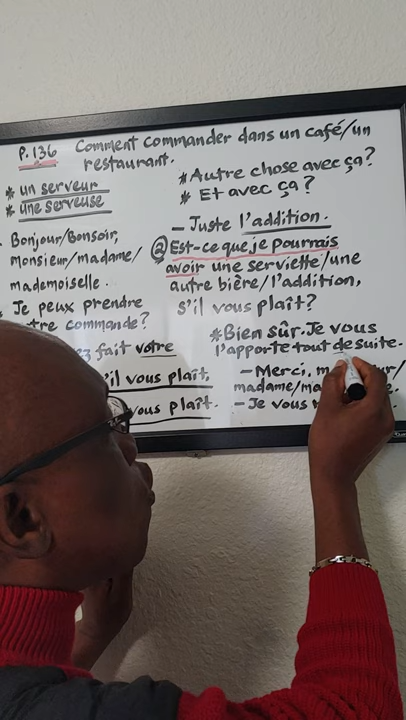 P.136 Comment commander dans un café/un
restaurant.
* un serveur
* une serveuse
- Bonjour/Bonsoir,
monsieur/madame/
mademoiselle.
* Je peux prendre
commande?
fait votre
s'il vous plaît,
vous plaît.
* Autre chose avec ça?
* Et avec ça?
- Juste l'addition.
@ Est-ce que je pourrais
avoir une serviette/une
autre bière/l'addition,
s'il vous plaît?
* Bien sûr. Je vous
l'apporte tout de suite.
- Merci,
madame/
- Je vous